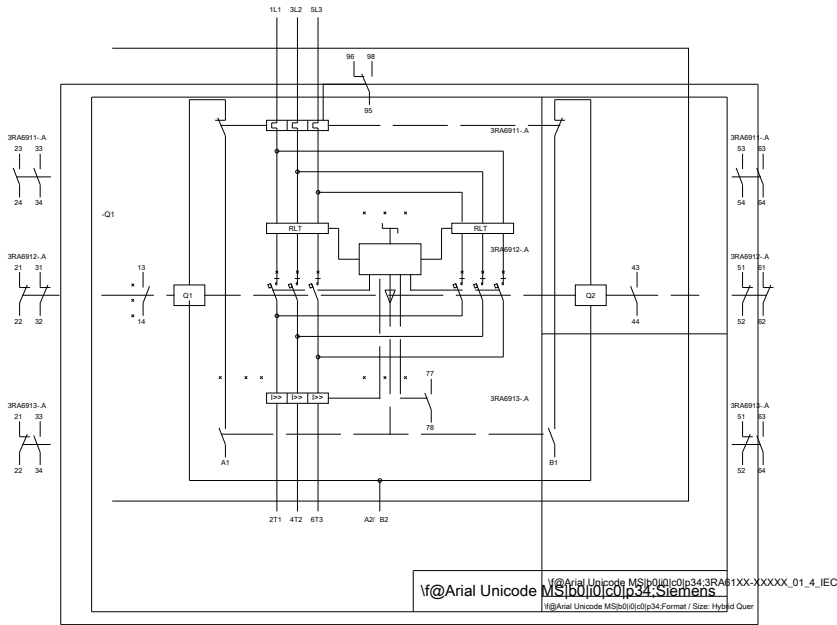 1L1 3L2 5L3
96 98
95
3RA6911-.A
23 33
24 34
3RA6911-.A
3RA6911-.A
53 63
54 64
-Q1
RLT RLT
3RA6912-.A
21 31
22 32
13
14
Q1
3RA6912-.A
Q2
43
44
3RA6912-.A
51 61
52 62
I>> I>> I>>
77
78
3RA6913-.A
21 33
22 34
3RA6913-.A
3RA6913-.A
51 63
52 64
A1 B1
2T1 4T2 6T3 A2/ B2
\f@Arial Unicode MS|b0|i0|c0|p34;Siemens
\f@Arial Unicode MS|b0|i0|c0|p34;3RA61XX-XXXXX_01_4_IEC
\f@Arial Unicode MS|b0|i0|c0|p34;Format / Size: Hybrid Quer